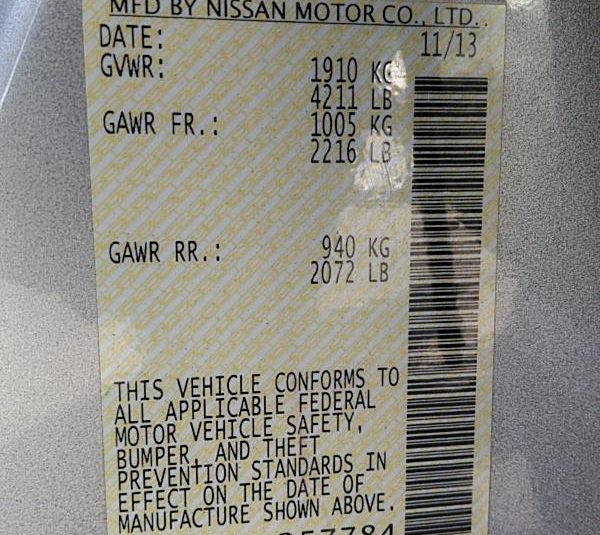 MFD BY NISSAN MOTOR CO., LTD.
DATE: 11/13
GVWR: 1910 KG
4211 LB
GAWR FR.: 1005 KG
2216 LB
GAWR RR.: 940 KG
2072 LB
THIS VEHICLE CONFORMS TO
ALL APPLICABLE FEDERAL
MOTOR VEHICLE SAFETY,
BUMPER, AND THEFT
PREVENTION STANDARDS IN
EFFECT ON THE DATE OF
MANUFACTURE SHOWN ABOVE.